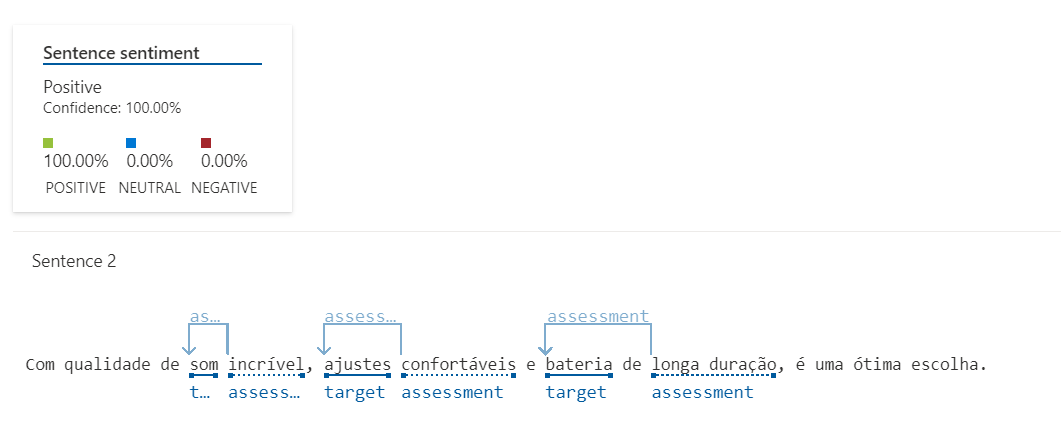 Sentence sentiment
Positive
Confidence: 100.00%
100.00% 0.00% 0.00%
POSITIVE NEUTRAL NEGATIVE
Sentence 2
as... assess... assessment
Com qualidade de som incrível, ajustes confortáveis e bateria de longa duração, é uma ótima escolha.
t... assess... target assessment target assessment